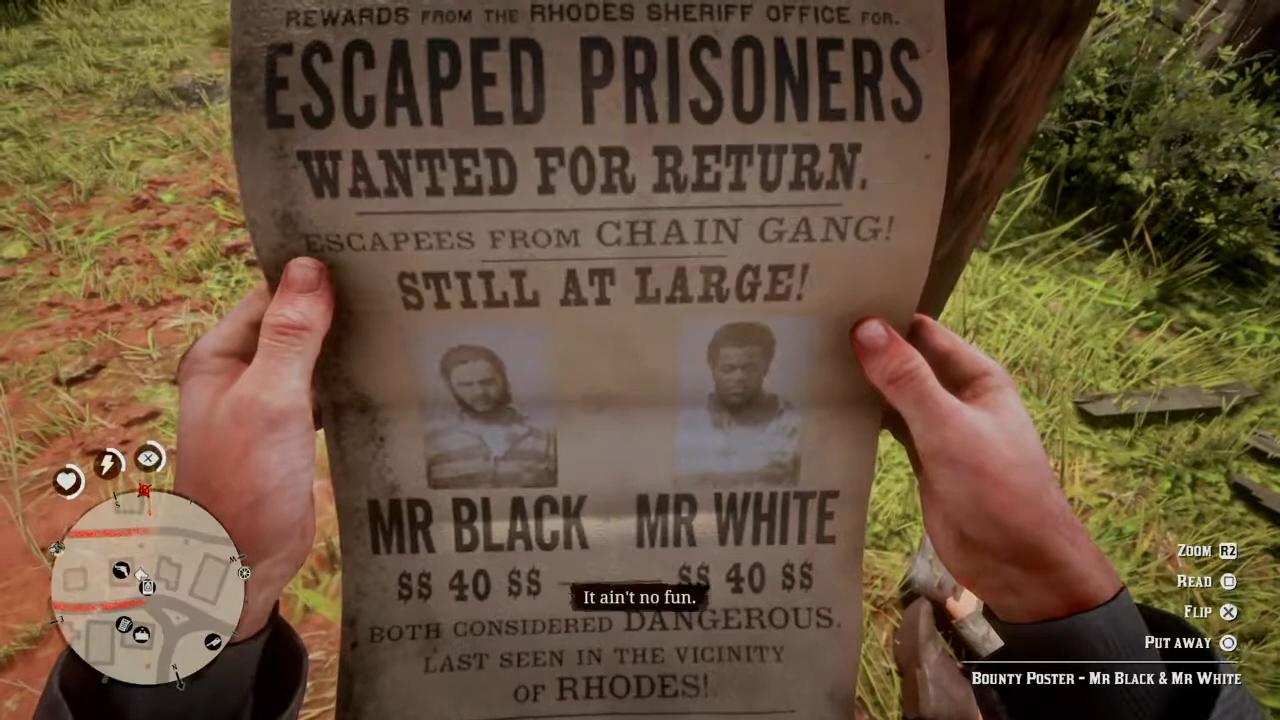 REWARDS FROM THE RHODES SHERIFF OFFICE FOR.
ESCAPED PRISONERS
WANTED FOR RETURN.
ESCAPEES FROM CHAIN GANG!
STILL AT LARGE!
MR BLACK MR WHITE
$$ 40 $$ $$ 40 $$
It ain't no fun.
BOTH CONSIDERED DANGEROUS.
LAST SEEN IN THE VICINITY
OF RHODES!
ZOOM R2
READ
FLIP
PUT AWAY
BOUNTY POSTER - MR BLACK & MR WHITE
S
W
N